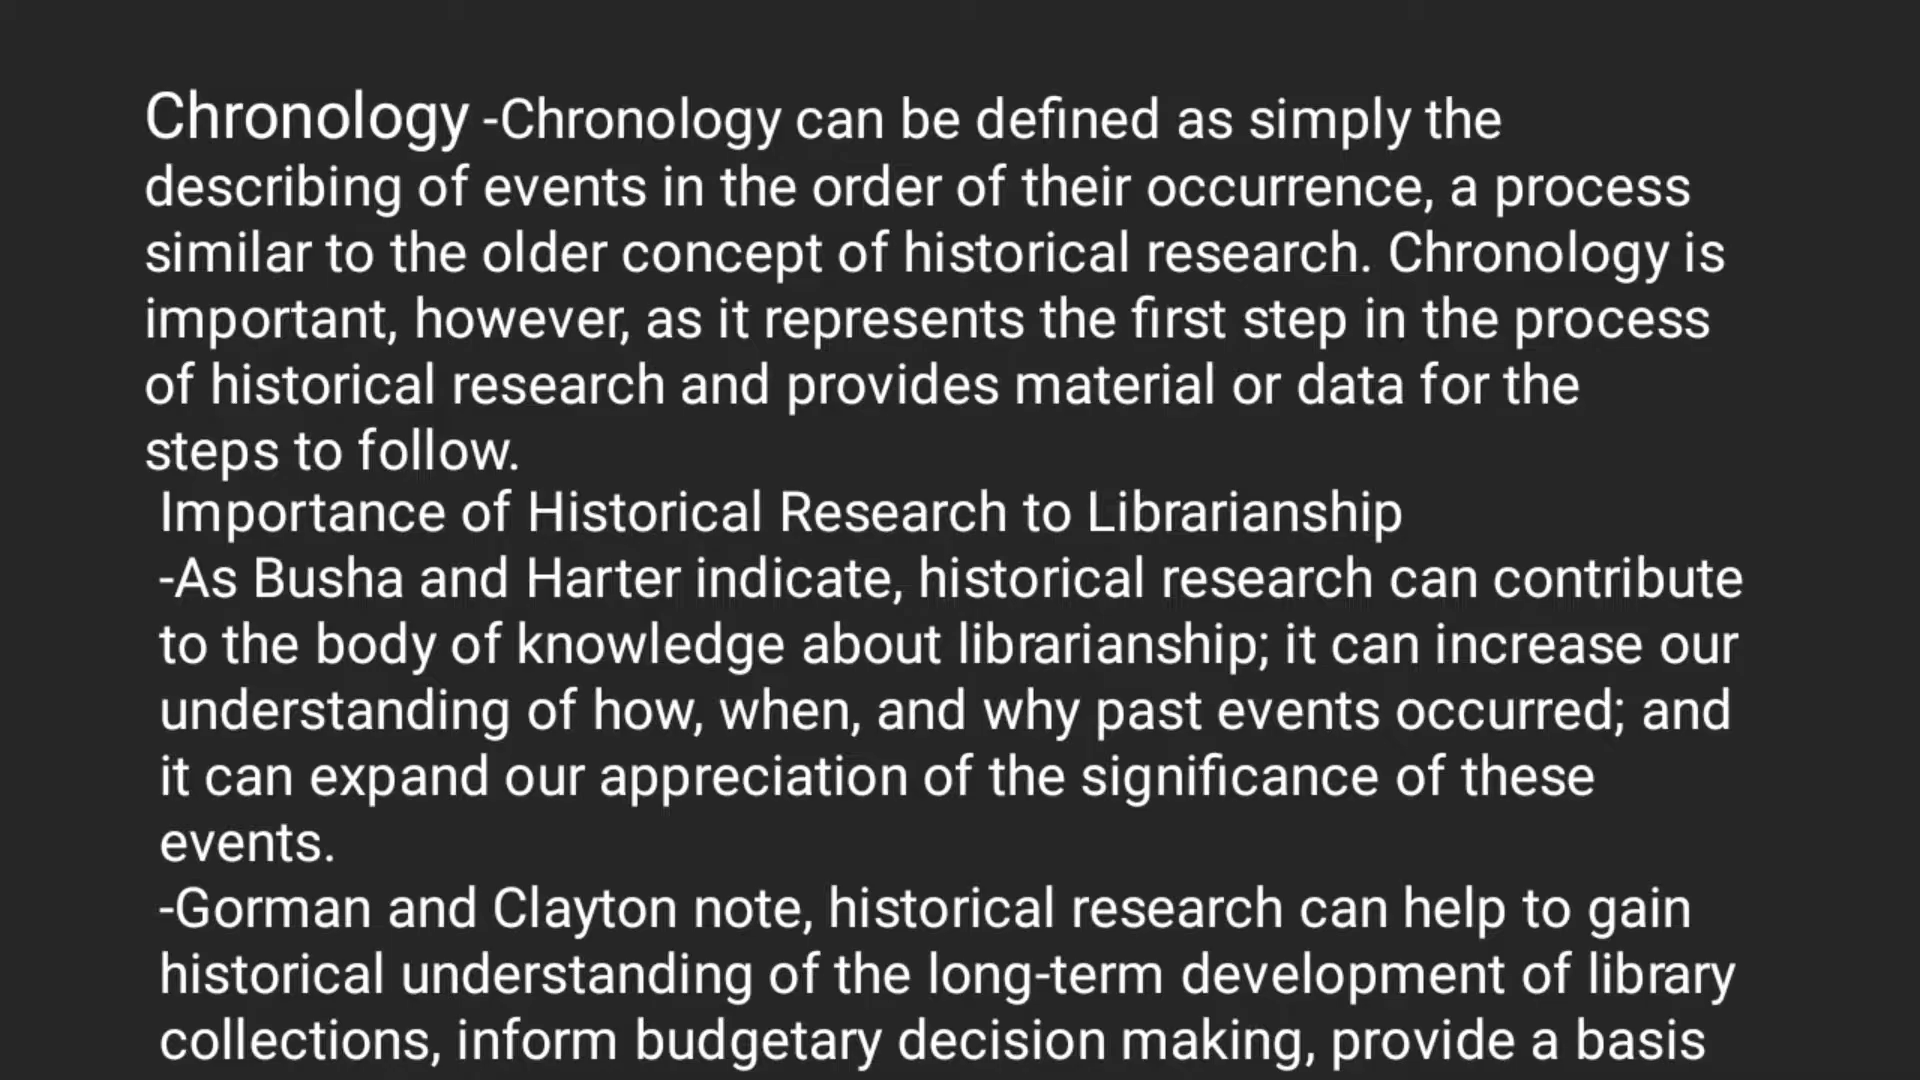 Chronology -Chronology can be defined as simply the
describing of events in the order of their occurrence, a process
similar to the older concept of historical research. Chronology is
important, however, as it represents the first step in the process
of historical research and provides material or data for the
steps to follow.
Importance of Historical Research to Librarianship
-As Busha and Harter indicate, historical research can contribute
to the body of knowledge about librarianship; it can increase our
understanding of how, when, and why past events occurred; and
it can expand our appreciation of the significance of these
events.
-Gorman and Clayton note, historical research can help to gain
historical understanding of the long-term development of library
collections, inform budgetary decision making, provide a basis